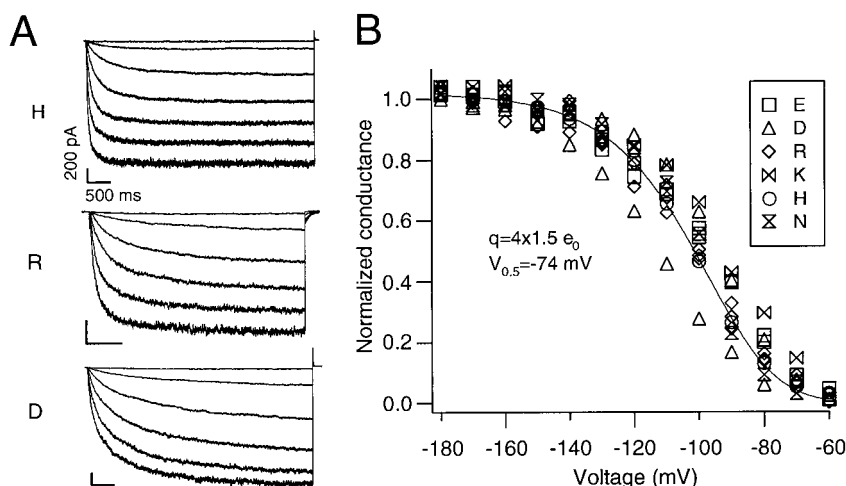 A
H
200 pA
500 ms
R
D
B
Normalized conductance
1.0
0.8
0.6
0.4
0.2
0.0
q=4x1.5 e0
V0.5=-74 mV
E
D
R
K
H
N
-180 -160 -140 -120 -100 -80 -60
Voltage (mV)